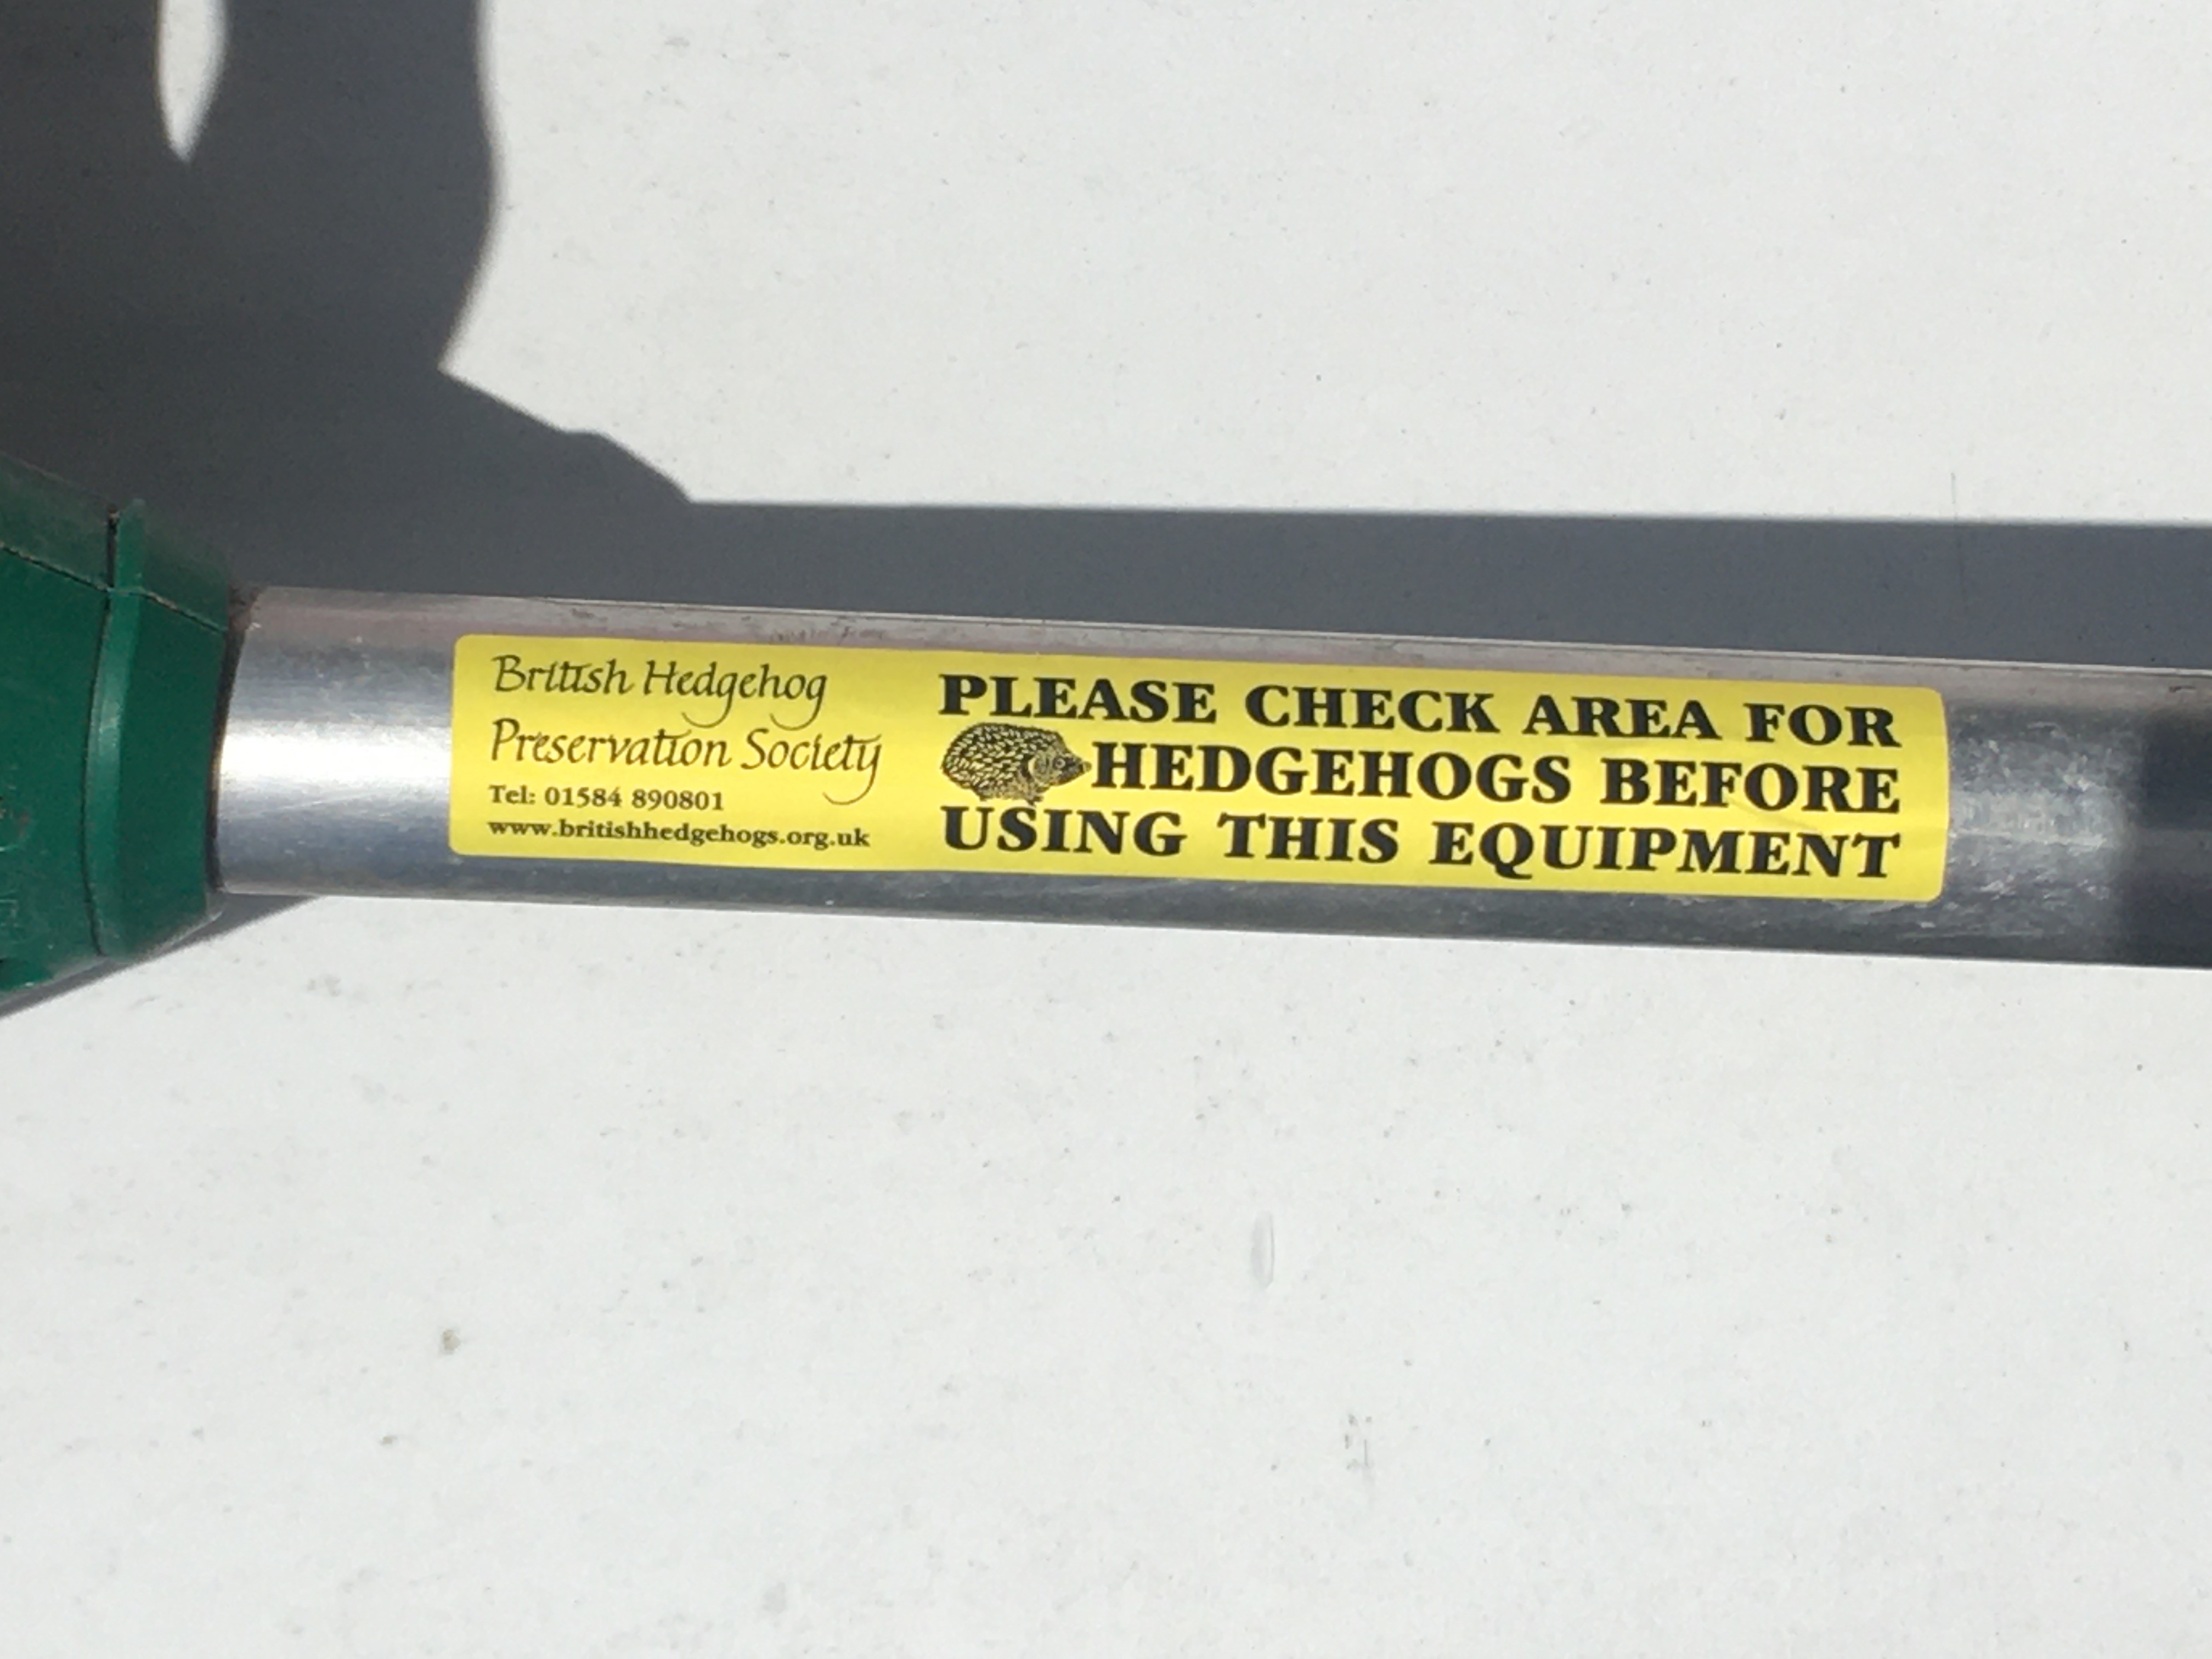 British Hedgehog
Preservation Society
Tel: 01584 890801
www.britishhedgehogs.org.uk
PLEASE CHECK AREA FOR
HEDGEHOGS BEFORE
USING THIS EQUIPMENT